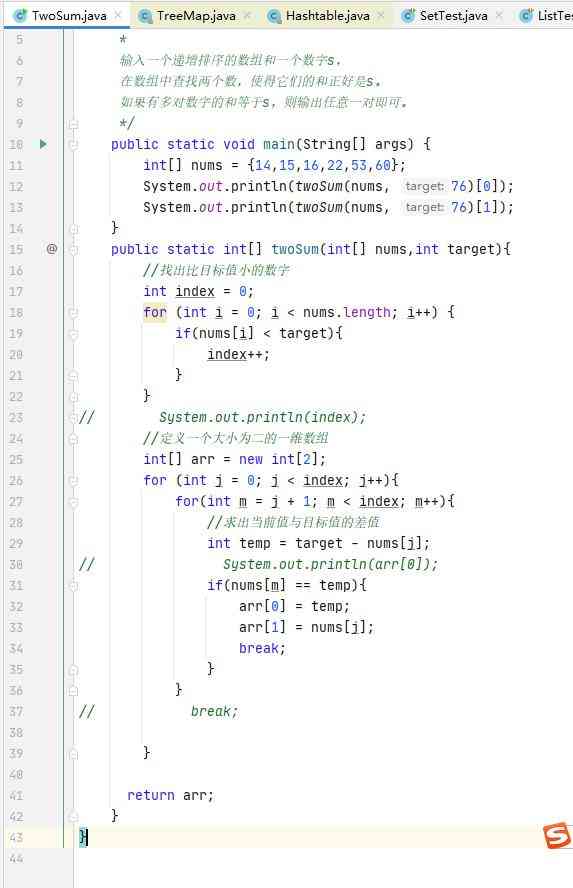 TwoSum.java TreeMap.java Hashtable.java SetTest.java ListTes
5 *
6 输入一个递增排序的数组和一个数字s，
7 在数组中查找两个数，使得它们的和正好是s。
8 如果有多对数字的和等于s，则输出任意一对即可。
9 */
10 public static void main(String[] args) {
11 int[] nums = {14,15,16,22,53,60};
12 System.out.println(twoSum(nums, target: 76)[0]);
13 System.out.println(twoSum(nums, target: 76)[1]);
14 }
15 @ public static int[] twoSum(int[] nums,int target){
16 //找出比目标值小的数字
17 int index = 0;
18 for (int i = 0; i < nums.length; i++) {
19 if(nums[i] < target){
20 index++;
21 }
22 }
23 // System.out.println(index);
24 //定义一个大小为二的一维数组
25 int[] arr = new int[2];
26 for (int j = 0; j < index; j++){
27 for(int m = j + 1; m < index; m++){
28 //求出当前值与目标值的差值
29 int temp = target - nums[j];
30 // System.out.println(arr[0]);
31 if(nums[m] == temp){
32 arr[0] = temp;
33 arr[1] = nums[j];
34 break;
35 }
36 }
37 // break;
38
39 }
40
41 return arr;
42 }
43 }
44